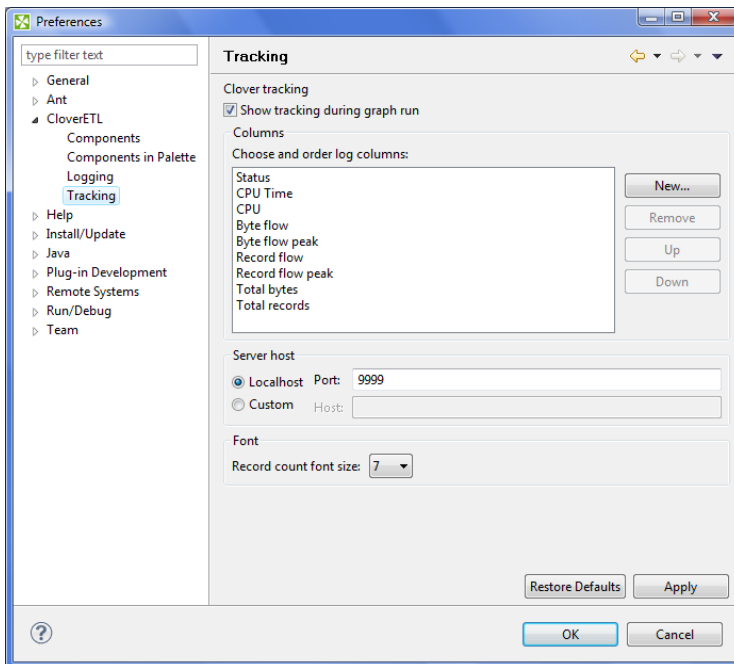 Preferences
type filter text
General
Ant
CloverETL
Components
Components in Palette
Logging
Tracking
Help
Install/Update
Java
Plug-in Development
Remote Systems
Run/Debug
Team
Tracking
Clover tracking
Show tracking during graph run
Columns
Choose and order log columns:
Status
CPU Time
CPU
Byte flow
Byte flow peak
Record flow
Record flow peak
Total bytes
Total records
New...
Remove
Up
Down
Server host
Localhost Port: 9999
Custom Host:
Font
Record count font size: 7
Restore Defaults Apply
? OK Cancel